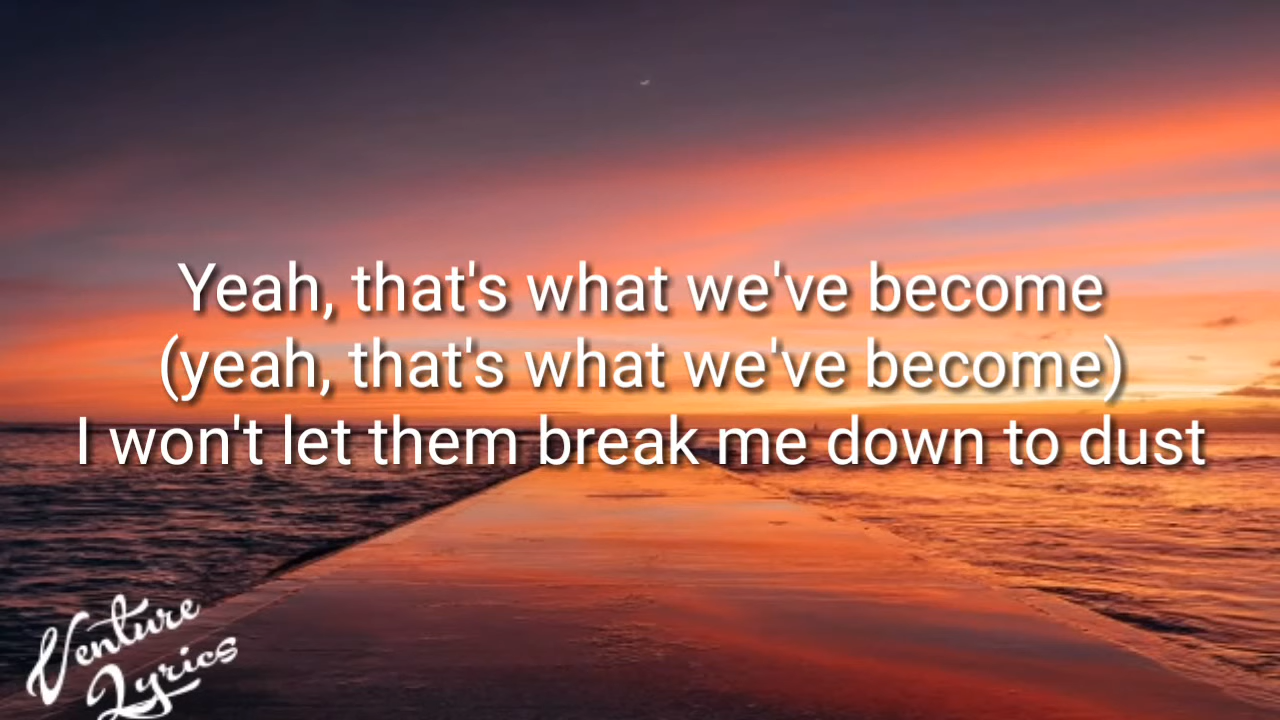 Yeah, that's what we've become
(yeah, that's what we've become)
I won't let them break me down to dust
Venture
Lyrics